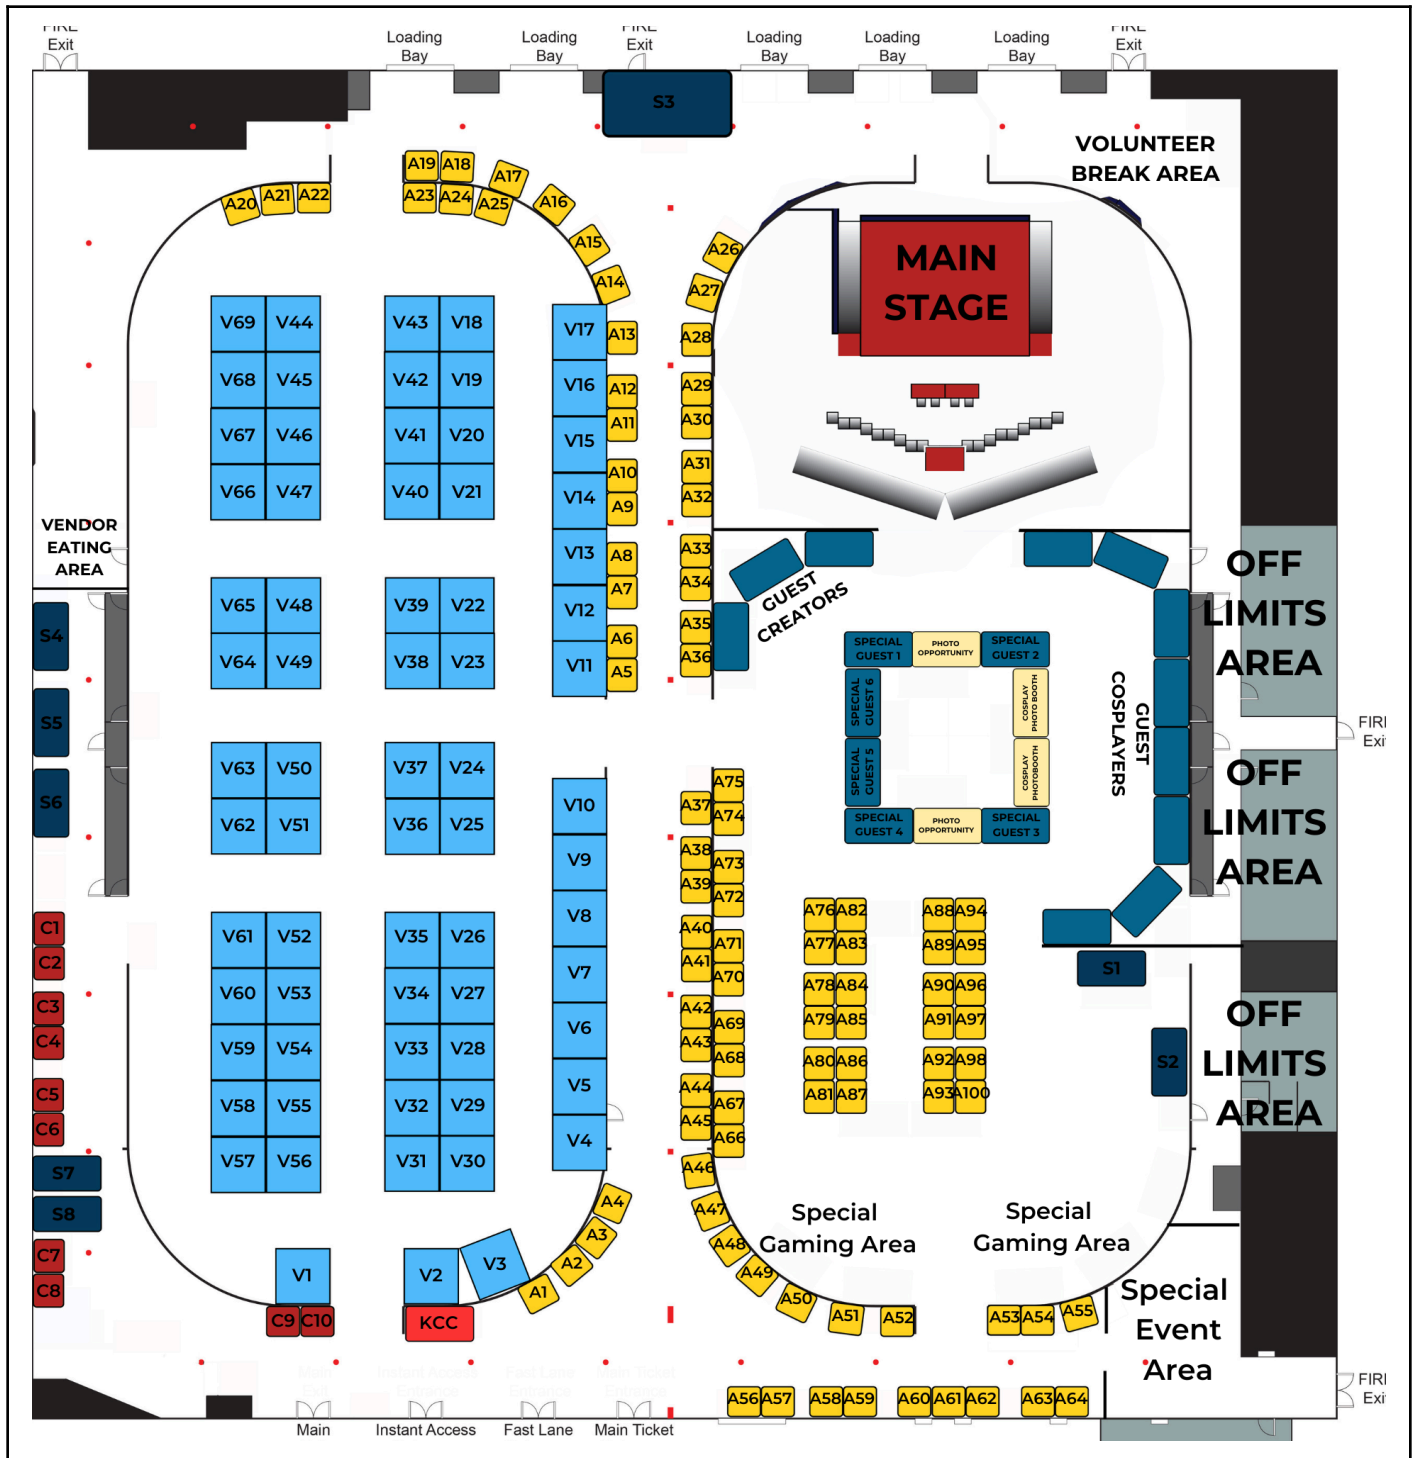 FIRE
Exit
Loading
Bay
Loading
Bay
FIRE
Exit
Loading
Bay
Loading
Bay
Loading
Bay
FIRE
Exit
S3
VOLUNTEER
BREAK AREA
A19 A18
A17
A16
A15
A14
A20 A21 A22
A23 A24 A25
A26
A27
MAIN
STAGE
V69 V44
V68 V45
V67 V46
V66 V47
V43 V18
V42 V19
V41 V20
V40 V21
V17
V16
V15
V14
V13
V12
V11
A13
A12
A11
A10
A9
A8
A7
A6
A5
A28
A29
A30
A31
A32
A33
A34
A35
A36
VENDOR
EATING
AREA
S4
S5
S6
V65 V48
V64 V49
V39 V22
V38 V23
V63 V50
V62 V51
V37 V24
V36 V25
GUEST
CREATORS
SPECIAL
GUEST 1
PHOTO
OPPORTUNITY
SPECIAL
GUEST 2
SPECIAL
GUEST 6
COSPLAY
PHOTO BOOTH
SPECIAL
GUEST 5
COSPLAY
PHOTOBOOTH
SPECIAL
GUEST 4
PHOTO
OPPORTUNITY
SPECIAL
GUEST 3
GUEST
COSPLAYERS
OFF
LIMITS
AREA
FIRE
Exit
OFF
LIMITS
AREA
OFF
LIMITS
AREA
V10
V9
V8
V7
V6
V5
V4
A75
A37
A74
A38
A73
A39
A72
A40
A71
A41
A70
A42
A69
A43
A68
A44
A67
A45
A66
A46
A47
A48
A49
A50
A51
A52
A53 A54 A55
A76 A82
A77 A83
A78 A84
A79 A85
A80 A86
A81 A87
A88 A94
A89 A95
A90 A96
A91 A97
A92 A98
A93 A100
S1
S2
C1
C2
C3
C4
C5
C6
S7
S8
C7
C8
V61 V52
V60 V53
V59 V54
V58 V55
V57 V56
V35 V26
V34 V27
V33 V28
V32 V29
V31 V30
V1
V2
V3
A4
A3
A2
A1
C9 C10
KCC
Special
Gaming Area
Special
Gaming Area
Special
Event
Area
A56 A57
A58 A59
A60 A61 A62
A63 A64
FIRE
Exit
Main
Exit
Instant Access
Entrance
Fast Lane
Entrance
Main Ticket
Entrance
Main
Instant Access
Fast Lane
Main Ticket